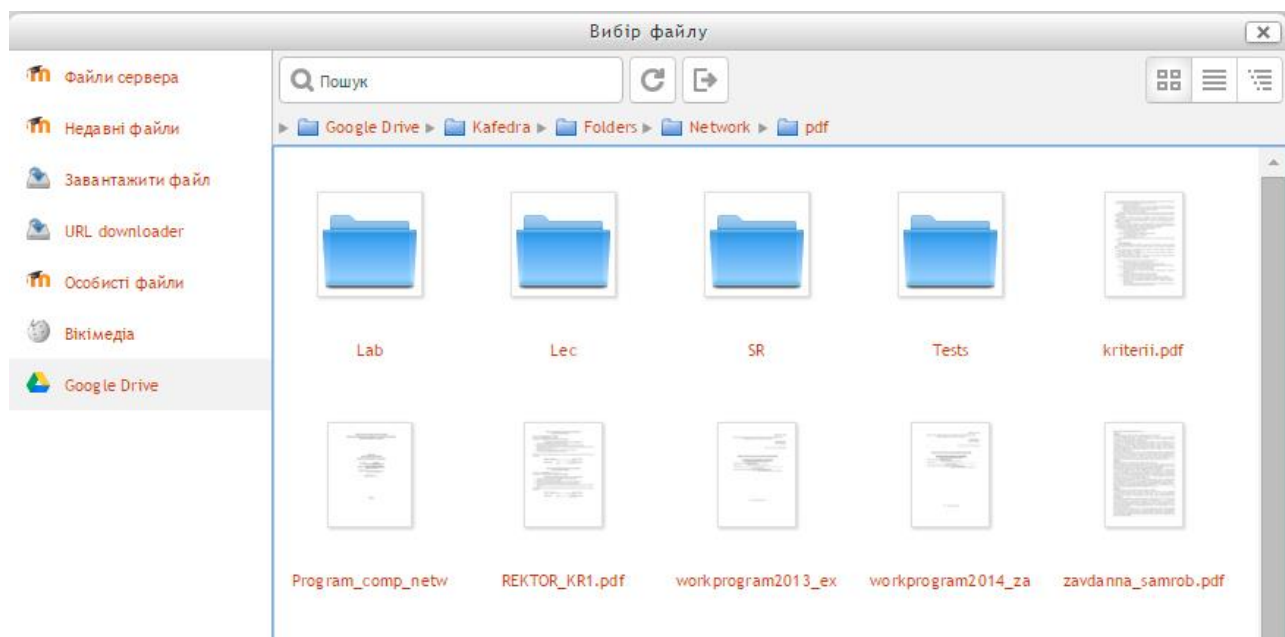 Вибір файлу
Файли сервера
Недавні файли
Завантажити файл
URL downloader
Особисті файли
Вікімедіа
Google Drive
Пошук
Google Drive Kafedra Folders Network pdf
Lab Lec SR Tests kriterii.pdf
Program_comp_netw REKTOR_KR1.pdf workprogram2013_ex workprogram2014_za zavdanna_samrob.pdf